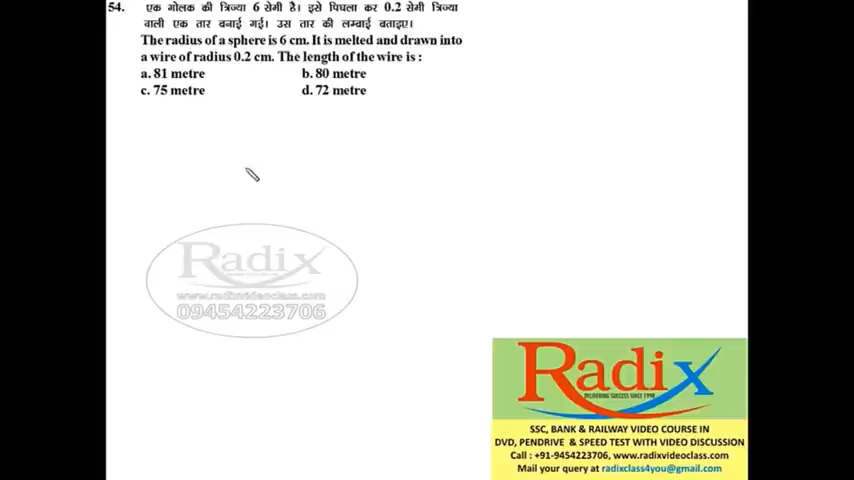 54. एक गोलक की त्रिज्या 6 सेमी है। इसे पिघला कर 0.2 सेमी त्रिज्या
वाली एक तार बनाई गई। उस तार की लम्बाई बताइए।
The radius of a sphere is 6 cm. It is melted and drawn into
a wire of radius 0.2 cm. The length of the wire is :
a. 81 metre b. 80 metre
c. 75 metre d. 72 metre
Radix
www.radixvideoclass.com
09454223706
Radix
DELIVERING SUCCESS SINCE 1998
SSC, BANK & RAILWAY VIDEO COURSE IN
DVD, PENDRIVE & SPEED TEST WITH VIDEO DISCUSSION
Call : +91-9454223706, www.radixvideoclass.com
Mail your query at radixclass4you@gmail.com